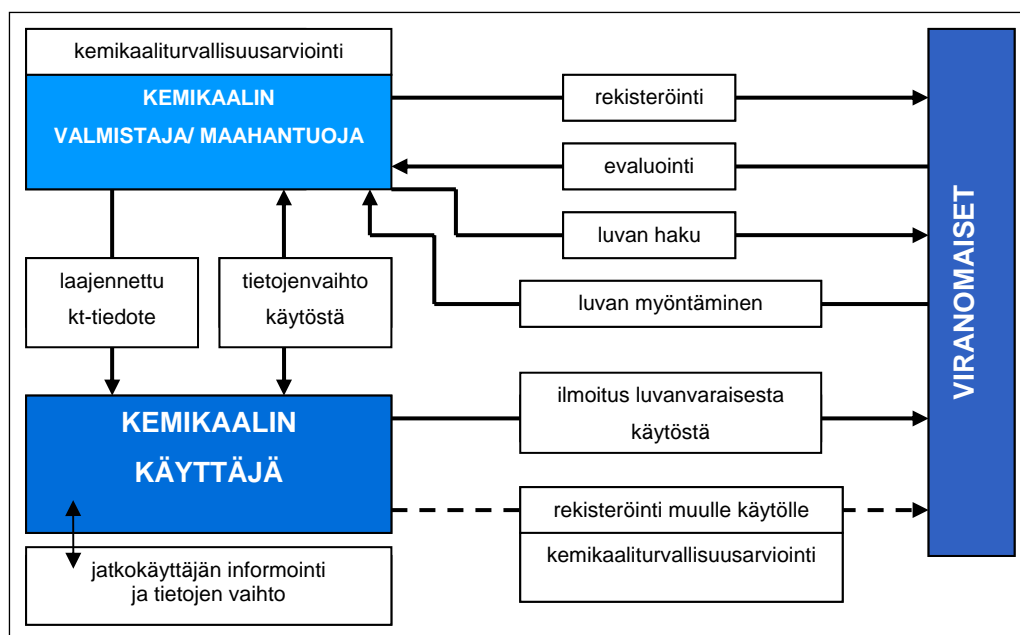 kemikaaliturvallisuusarviointi
KEMIKAALIN
VALMISTAJA/ MAAHANTUOJA
rekisteröinti
evaluointi
luvan haku
luvan myöntäminen
laajennettu
kt-tiedote
tietojenvaihto
käytöstä
KEMIKAALIN
KÄYTTÄJÄ
ilmoitus luvanvaraisesta
käytöstä
rekisteröinti muulle käytölle
kemikaaliturvallisuusarviointi
jatkokäyttäjän informointi
ja tietojen vaihto
VIRANOMAISET